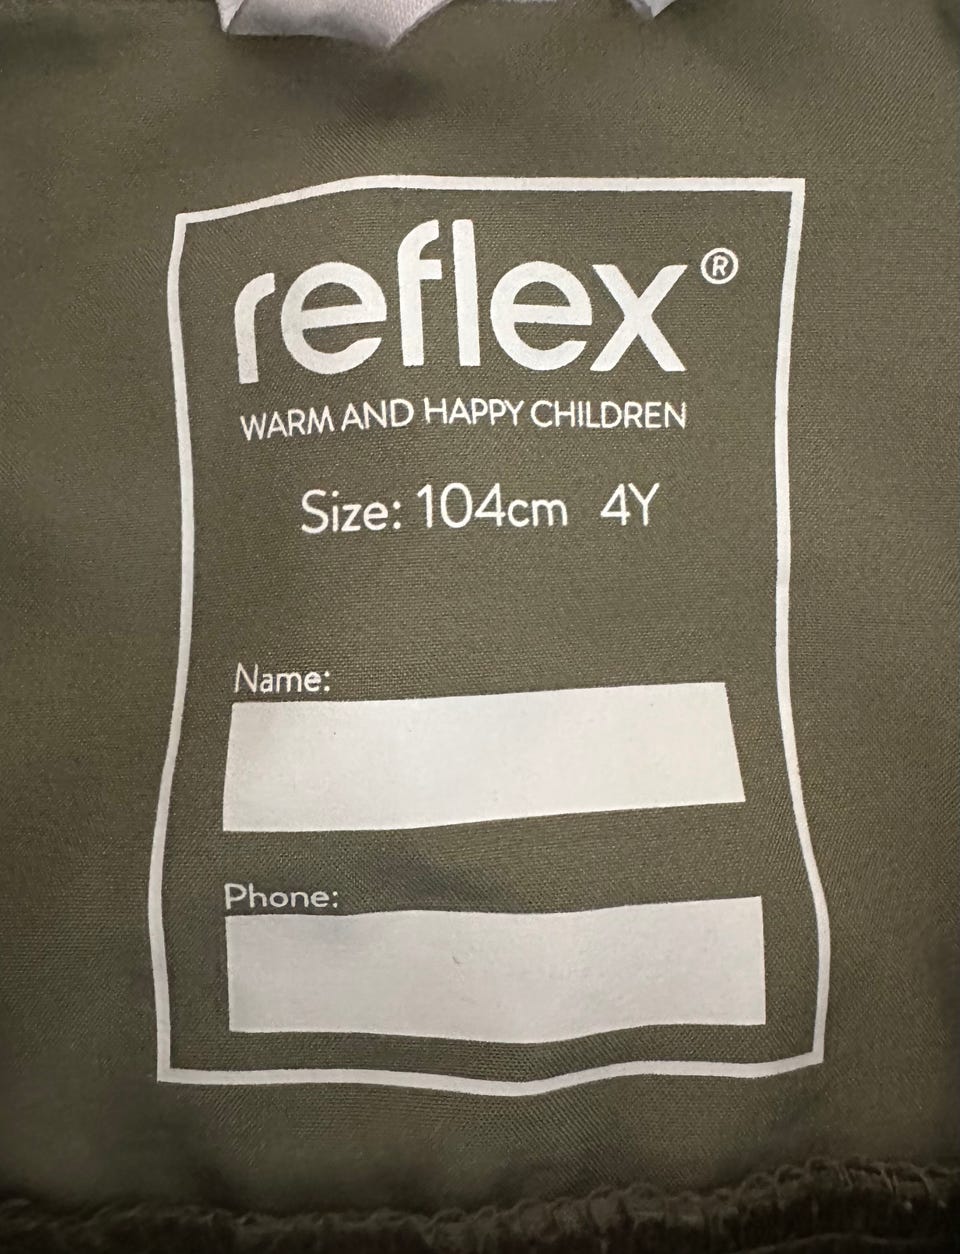 reflex®
WARM AND HAPPY CHILDREN
Size: 104cm 4Y
Name:
Phone: